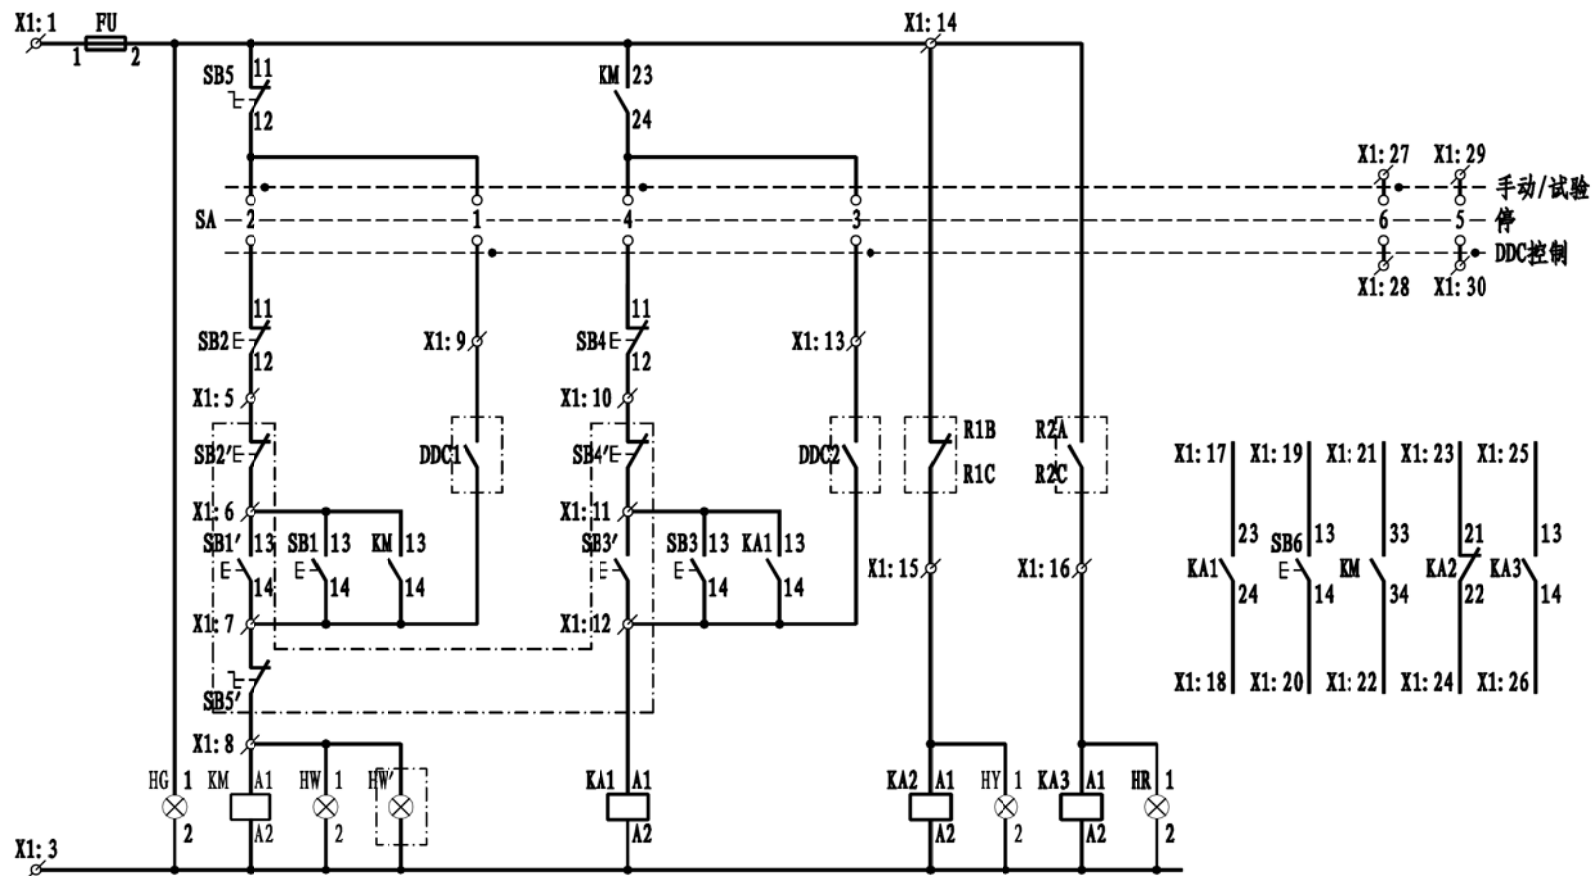 X1:1
FU
1 2
X1:14
SB5 11
12
KM 23
24
X1:27 X1:29
手动/试验
SA 2 1 4 3 6 5 停
DDC控制
X1:28 X1:30
11
SB2
12
X1:9
11
SB4
12
X1:13
X1:5
X1:10
SB2′
DDC1
SB4′
DDC2
R1B
R1C
R2A
R2C
X1:17 X1:19 X1:21 X1:23 X1:25
X1:6
X1:11
SB1′ 13 SB1 13 KM 13
14 14 14
SB3′ SB3 13 KA1 13
14 14
X1:15
X1:16
23 13 33 21 13
KA1 SB6 KM KA2 KA3
24 14 34 22 14
X1:7
X1:12
SB5′
X1:18 X1:20 X1:22 X1:24 X1:26
X1:8
HG 1 KM A1 HW 1 HW′ KA1 A1 KA2 A1 HY 1 KA3 A1 HR 1
2 A2 2 A2 A2 2 A2 2
X1:3